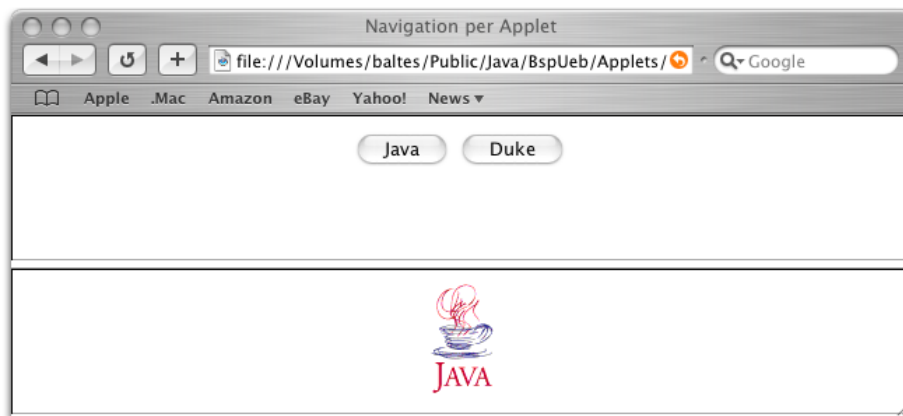 Navigation per Applet
file:///Volumes/baltes/Public/Java/BspUeb/Applets/ Google
Apple .Mac Amazon eBay Yahoo! News
Java Duke
JAVA